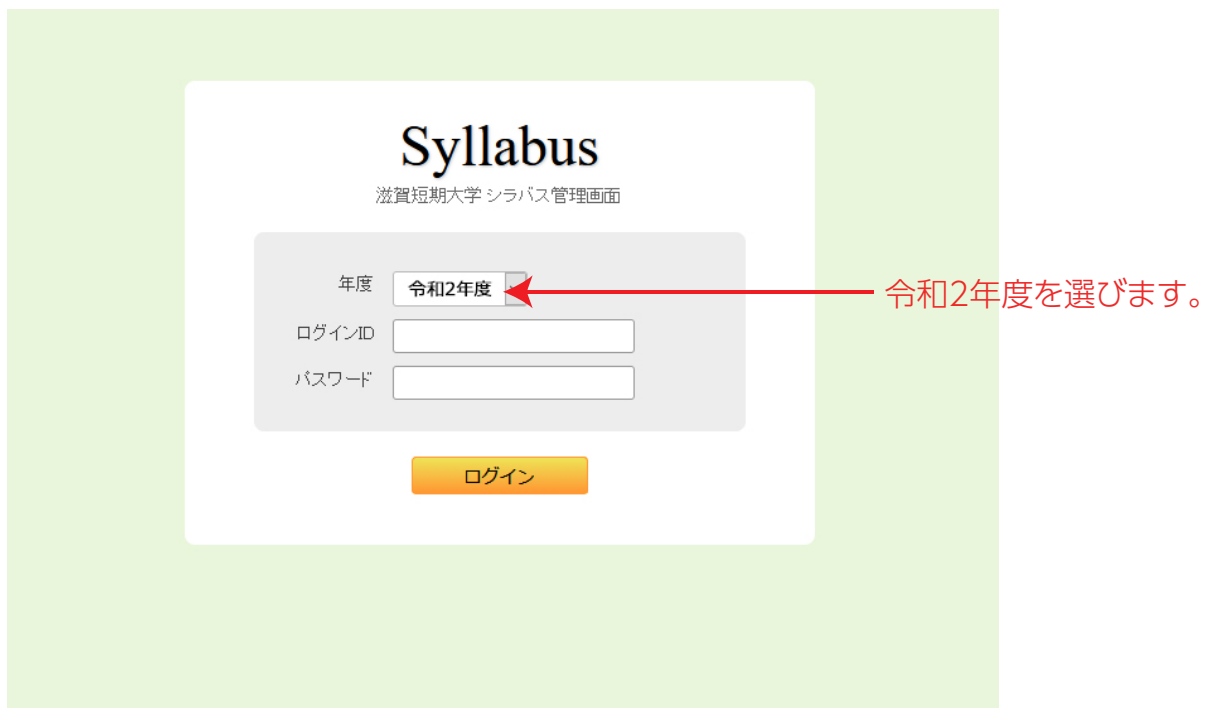 Syllabus
滋賀短期大学 シラバス管理画面
年度 令和2年度
令和2年度を選びます。
ログインID
パスワード
ログイン